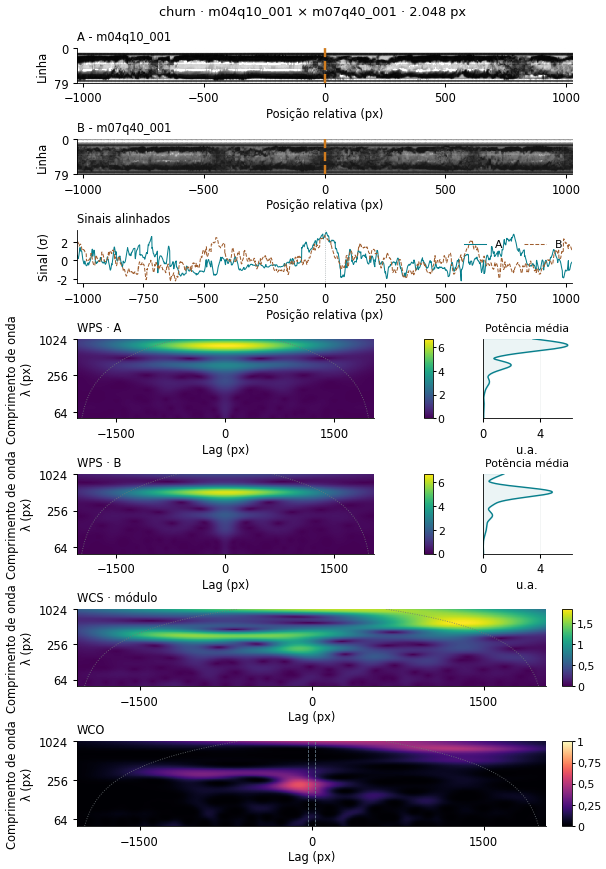 churn · m04q10_001 × m07q40_001 · 2.048 px
A - m04q10_001
Linha
0
79
−1000 −500 0 500 1000
Posição relativa (px)
B - m07q40_001
Linha
0
79
−1000 −500 0 500 1000
Posição relativa (px)
Sinais alinhados
Sinal (σ)
2
0
-2
A B
−1000 −750 −500 −250 0 250 500 750 1000
Posição relativa (px)
WPS · A
Comprimento de onda
λ (px)
1024
256
64
−1500 0 1500
Lag (px)
6
4
2
0
Potência média
0 4
u.a.
WPS · B
Comprimento de onda
λ (px)
1024
256
64
−1500 0 1500
Lag (px)
6
4
2
0
Potência média
0 4
u.a.
WCS · módulo
Comprimento de onda
λ (px)
1024
256
64
−1500 0 1500
Lag (px)
1,5
1
0,5
0
WCO
Comprimento de onda
λ (px)
1024
256
64
−1500 0 1500
Lag (px)
1
0,75
0,5
0,25
0